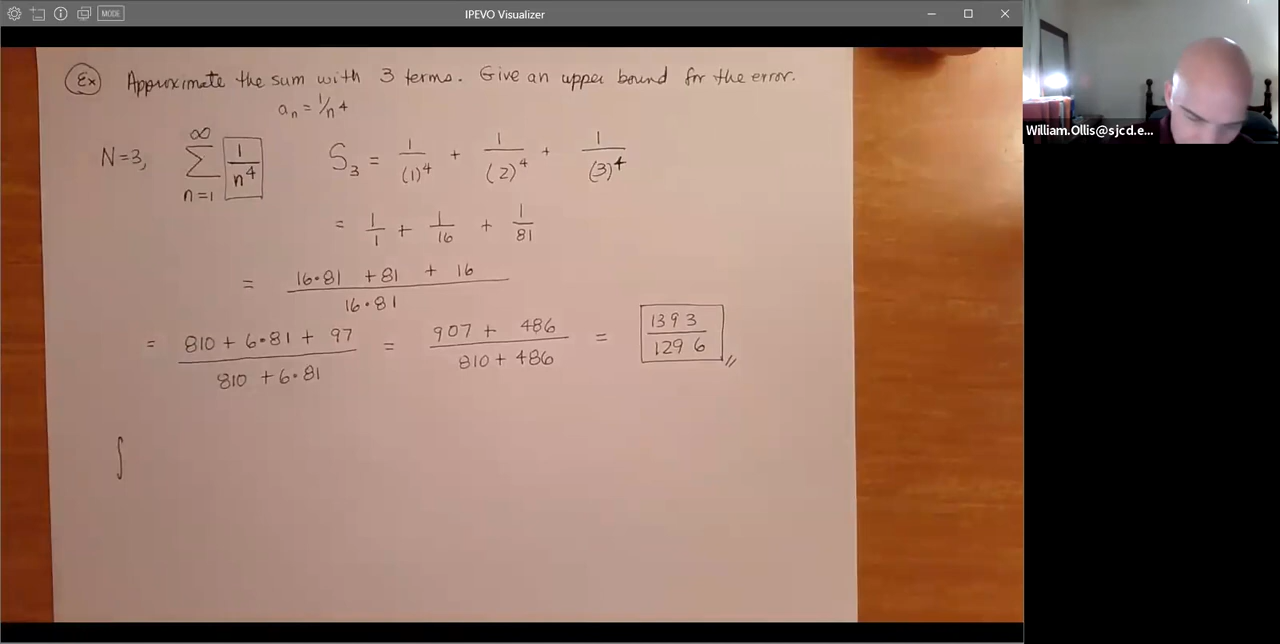 MODE
IPEVO Visualizer
Ex Approximate the sum with 3 terms. Give an upper bound for the error.
aₙ = 1/n⁴
N=3, ∞ ∑ n=1 1/n⁴ S₃ = 1/(1)⁴ + 1/(2)⁴ + 1/(3)⁴
= 1/1 + 1/16 + 1/81
= (16•81 + 81 + 16)/(16•81)
= (810 + 6•81 + 97)/(810 + 6•81) = (907 + 486)/(810 + 486) = 1393/1296 //
∫
William.Ollis@sjcd.e...